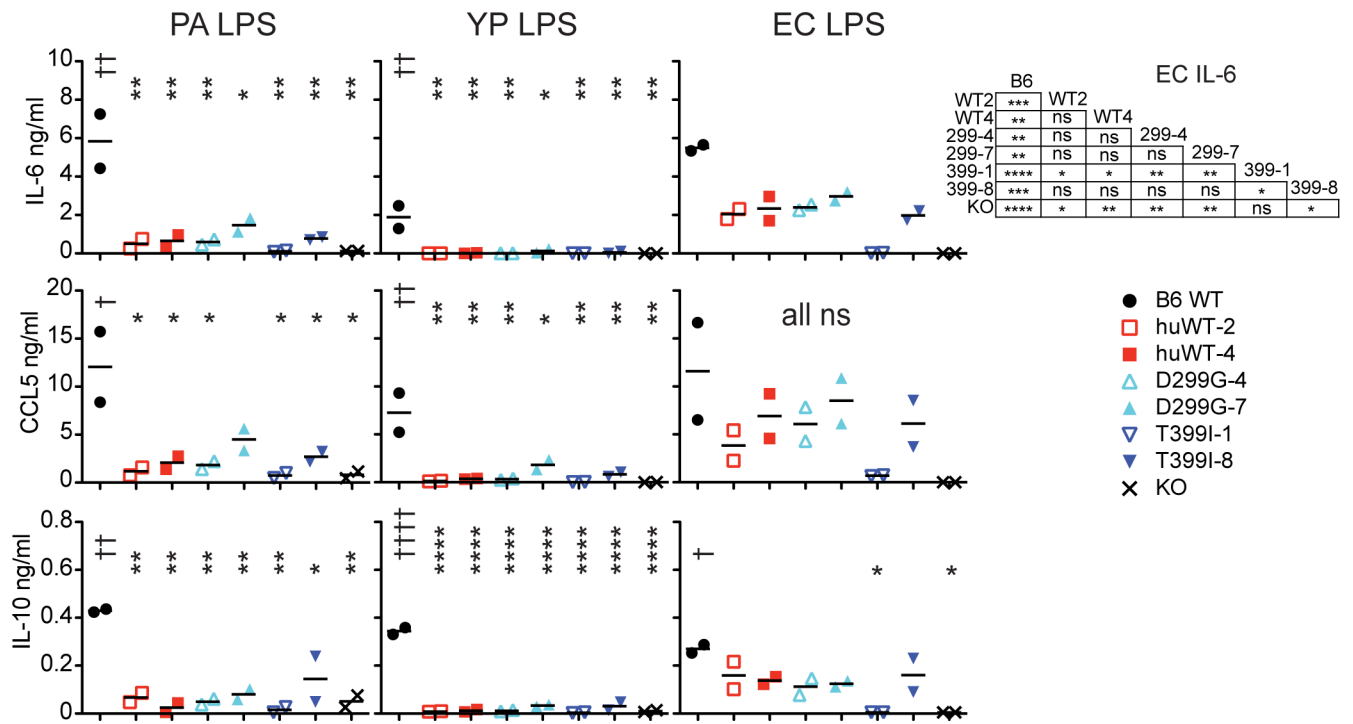 PA LPS YP LPS EC LPS
IL-6 ng/ml
10
8
6
4
2
0
†† ** ** ** * ** ** **
†† ** ** ** * ** ** **
EC IL-6
B6
WT2 *** WT2
WT4 ** ns WT4
299-4 ** ns ns 299-4
299-7 ** ns ns ns 299-7
399-1 **** * * ** ** 399-1
399-8 *** ns ns ns ns * 399-8
KO **** * ** ** ** ns *
CCL5 ng/ml
20
15
10
5
0
† * * * * * *
†† ** ** ** * ** ** **
all ns
B6 WT
huWT-2
huWT-4
D299G-4
D299G-7
T399I-1
T399I-8
KO
IL-10 ng/ml
0.8
0.6
0.4
0.2
0
†† ** ** ** ** ** * **
†††† **** **** **** **** **** **** ****
† * *